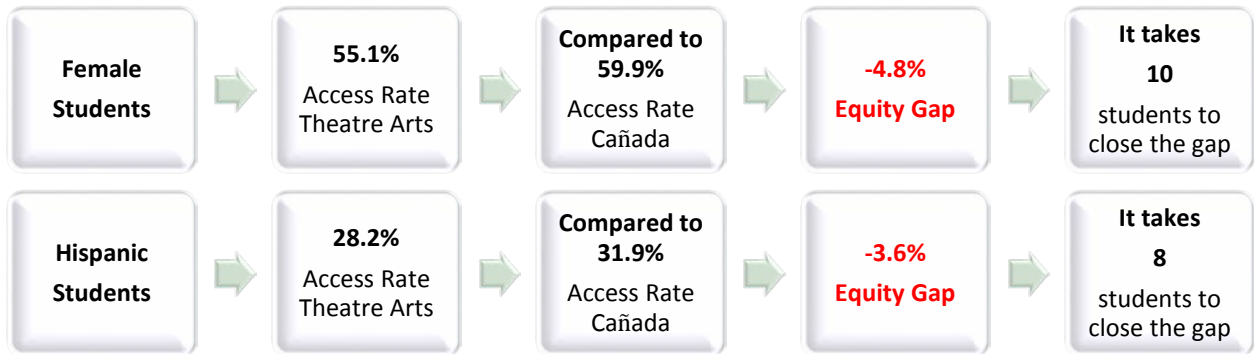 Female
Students
55.1%
Access Rate
Theatre Arts
Compared to
59.9%
Access Rate
Cañada
-4.8%
Equity Gap
It takes
10
students to
close the gap
Hispanic
Students
28.2%
Access Rate
Theatre Arts
Compared to
31.9%
Access Rate
Cañada
-3.6%
Equity Gap
It takes
8
students to
close the gap